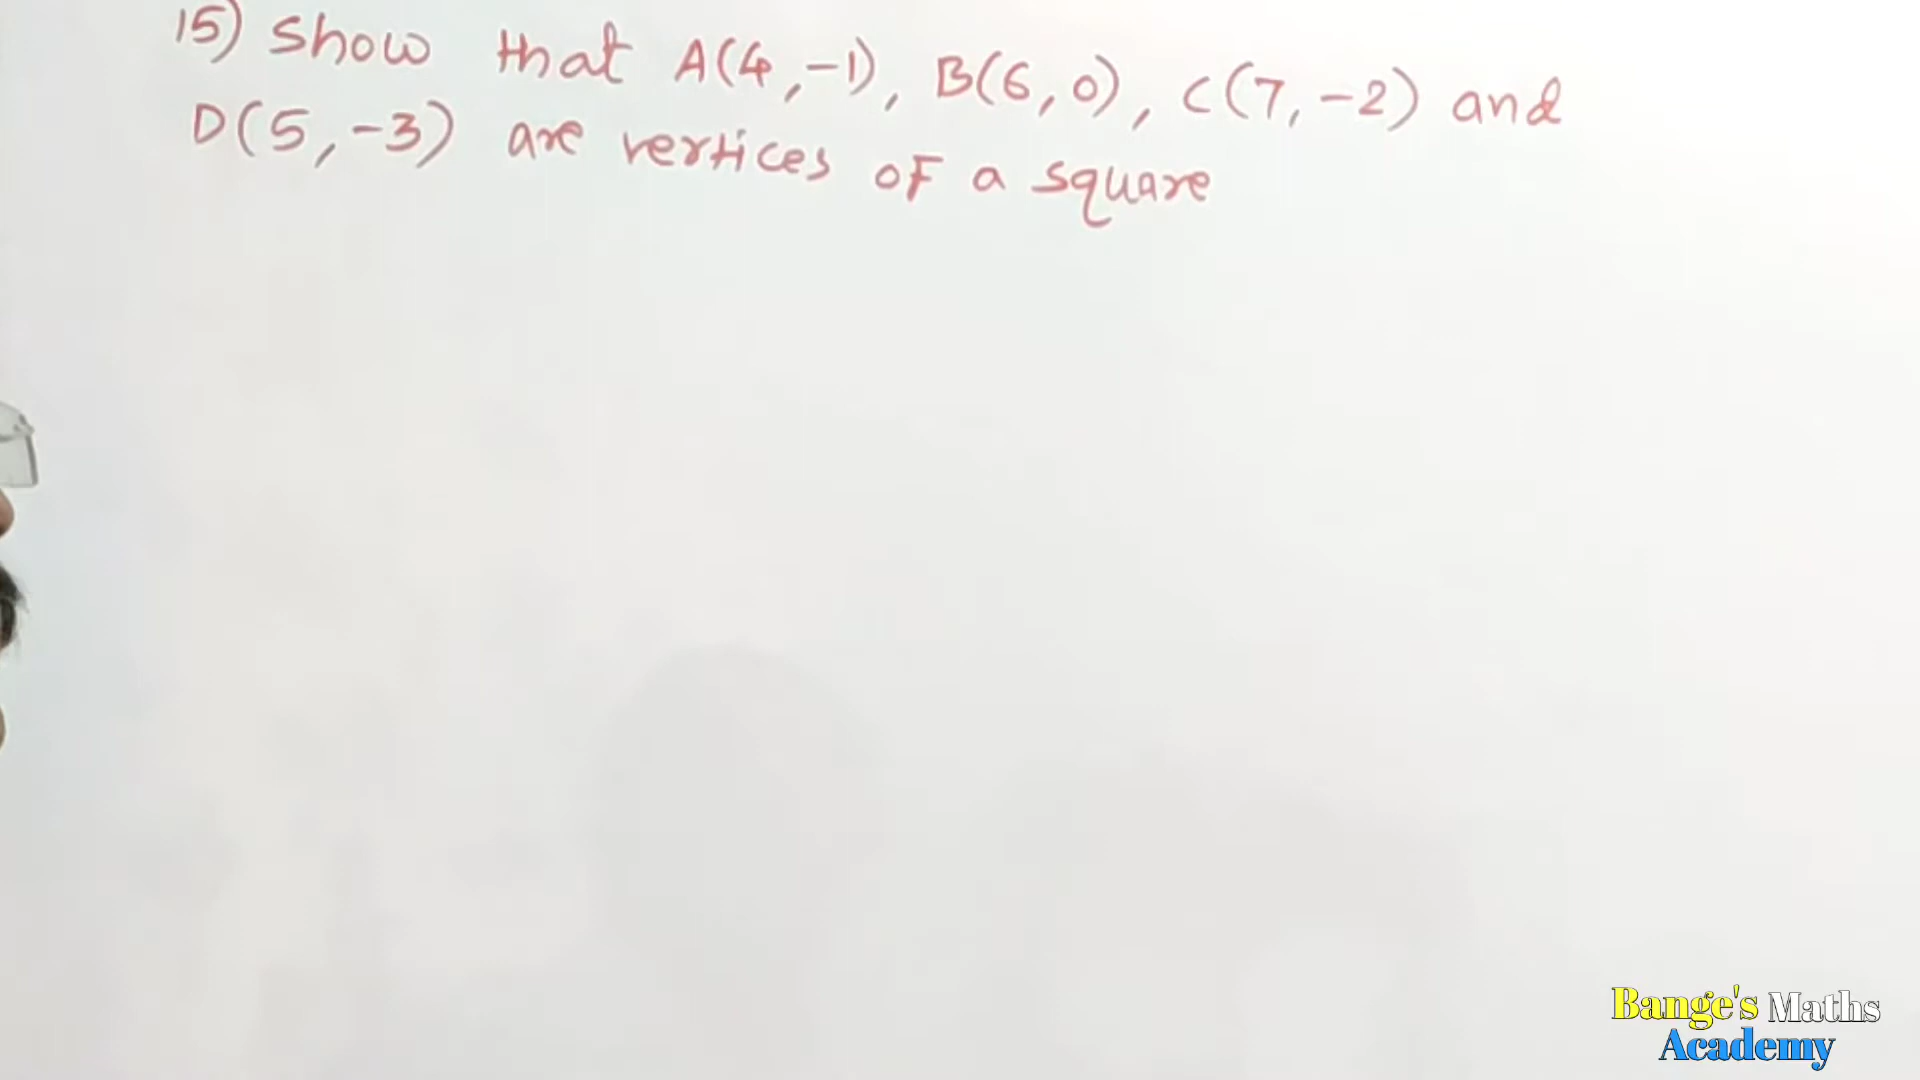 15) Show that A(4,-1), B(6,0), C(7,-2) and
D(5,-3) are vertices of a square
Bange's Maths
Academy